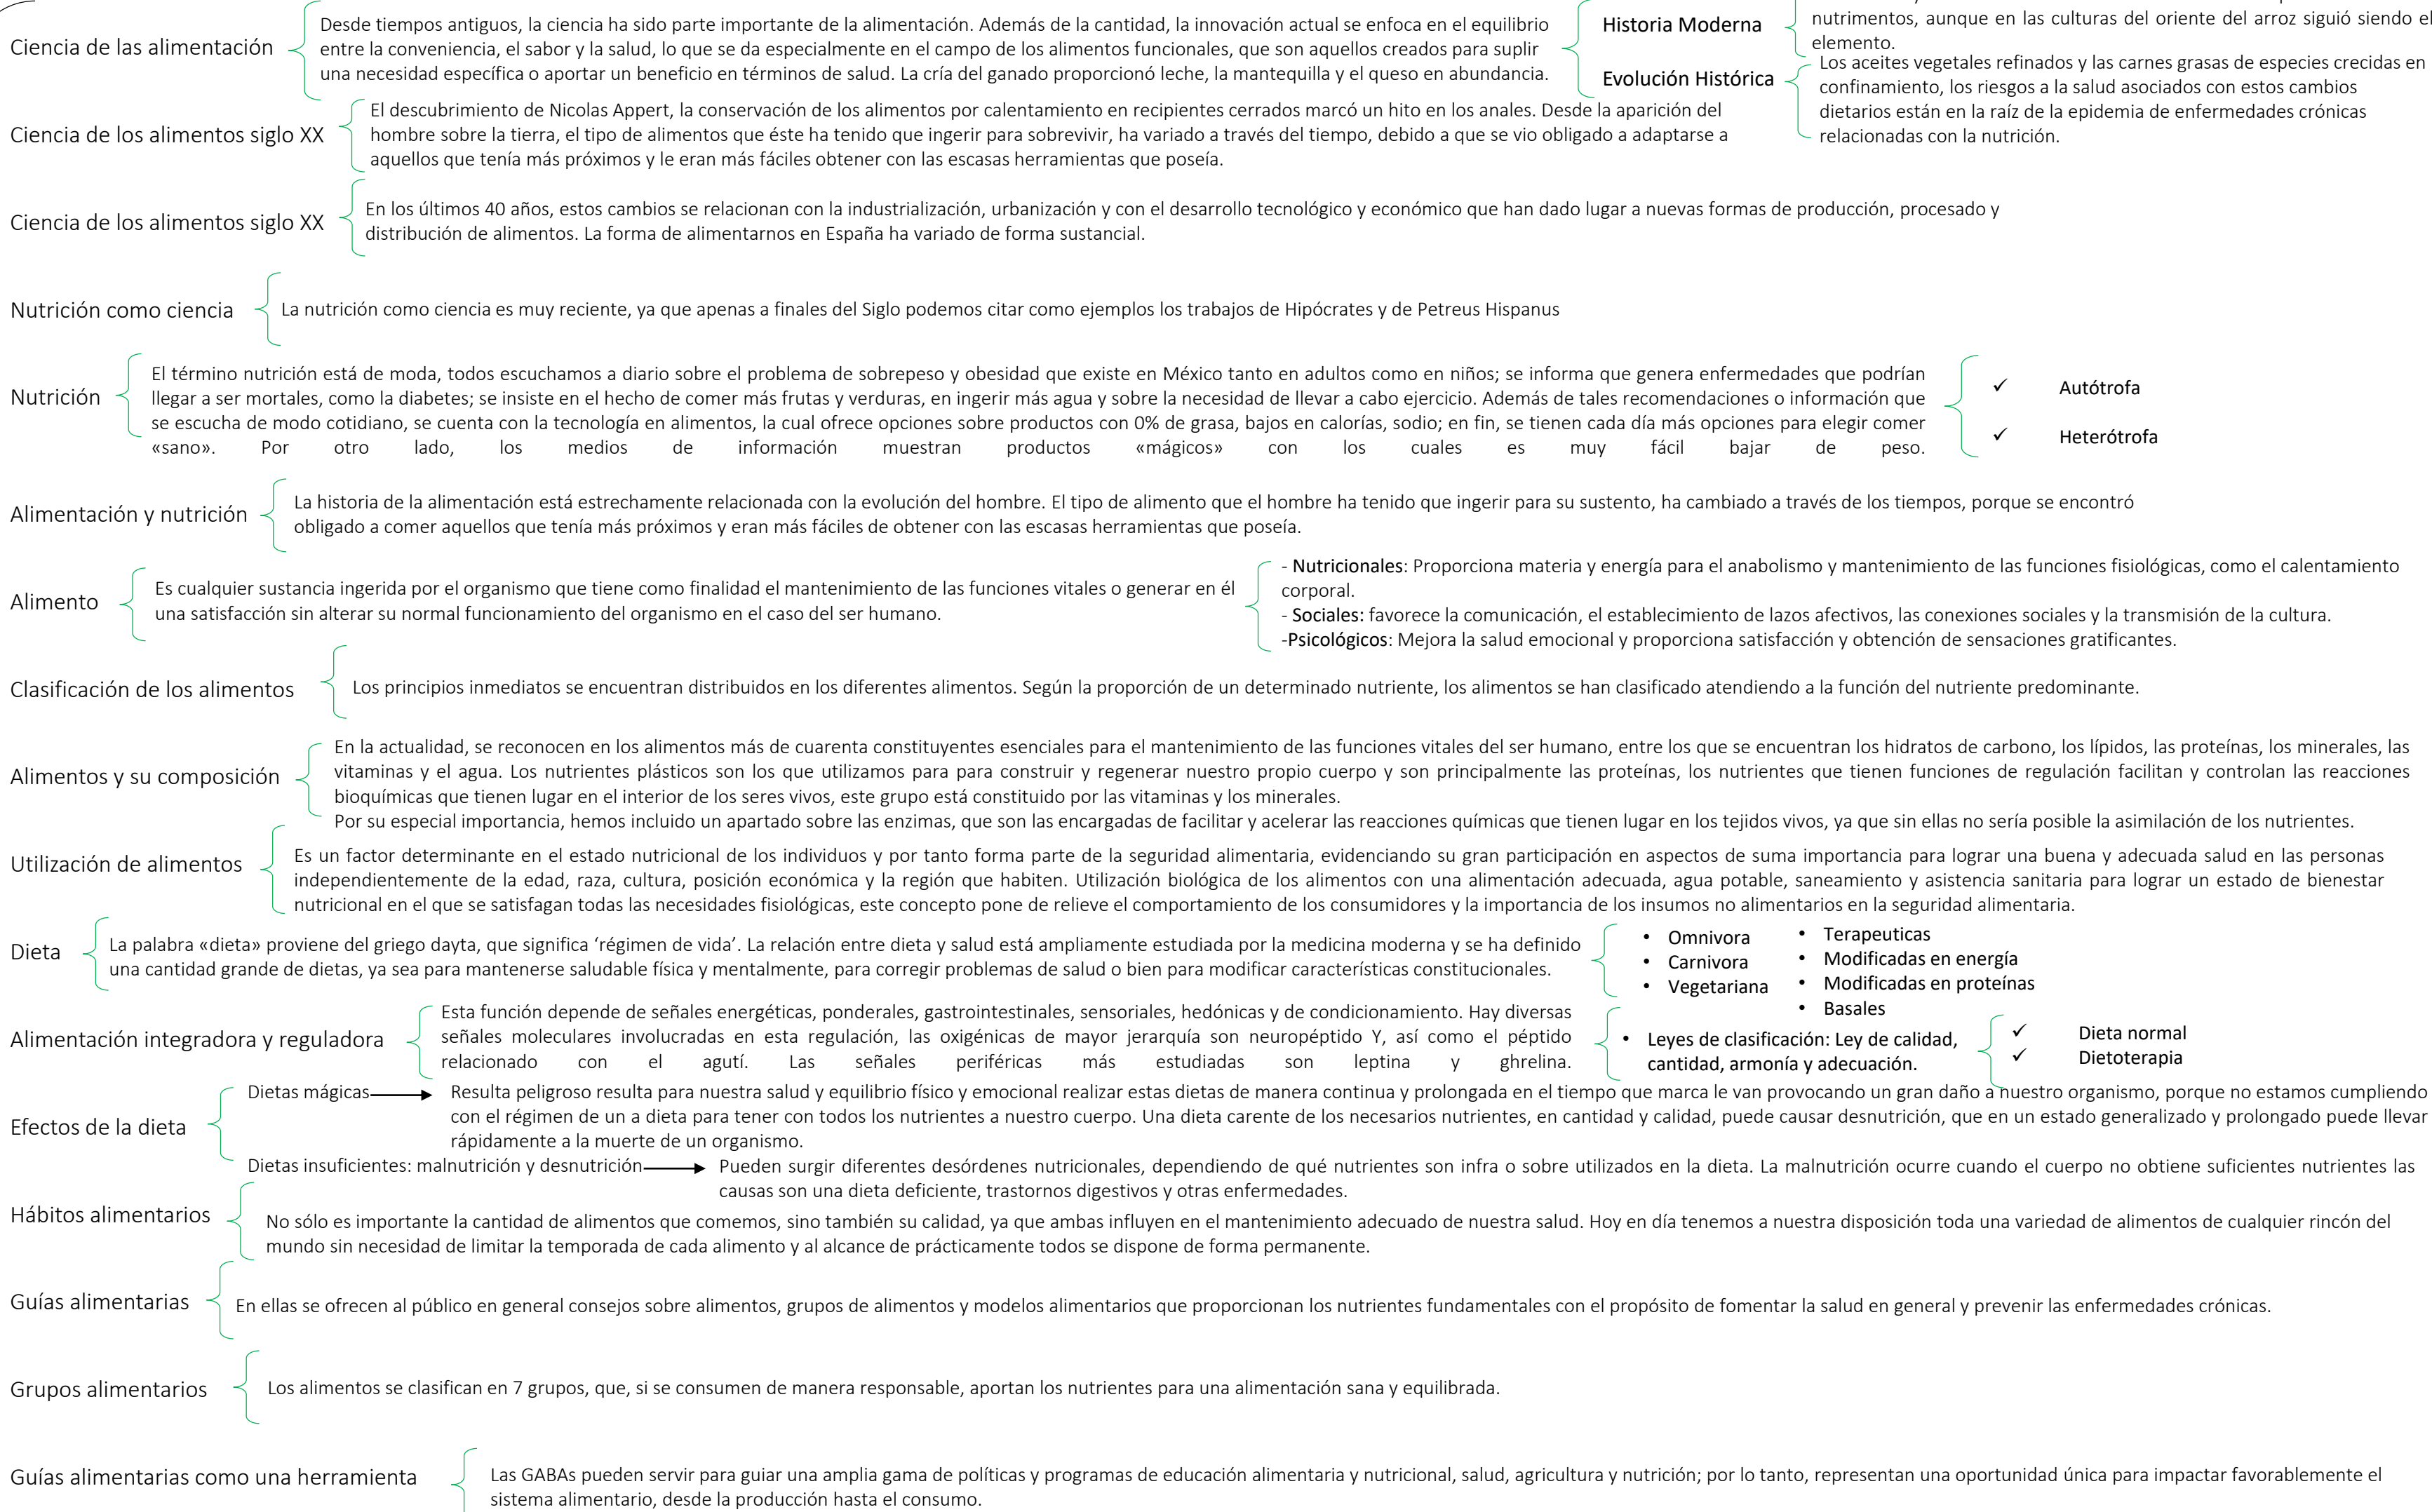 Ciencia de las alimentación
Desde tiempos antiguos, la ciencia ha sido parte importante de la alimentación. Además de la cantidad, la innovación actual se enfoca en el equilibrio
entre la conveniencia, el sabor y la salud, lo que se da especialmente en el campo de los alimentos funcionales, que son aquellos creados para suplir
una necesidad específica o aportar un beneficio en términos de salud. La cría del ganado proporcionó leche, la mantequilla y el queso en abundancia.
Historia Moderna
nutrimentos, aunque en las culturas del oriente del arroz siguió siendo el
elemento.
Evolución Histórica
Los aceites vegetales refinados y las carnes grasas de especies crecidas en
confinamiento, los riesgos a la salud asociados con estos cambios
dietarios están en la raíz de la epidemia de enfermedades crónicas
relacionadas con la nutrición.
Ciencia de los alimentos siglo XX
El descubrimiento de Nicolas Appert, la conservación de los alimentos por calentamiento en recipientes cerrados marcó un hito en los anales. Desde la aparición del
hombre sobre la tierra, el tipo de alimentos que éste ha tenido que ingerir para sobrevivir, ha variado a través del tiempo, debido a que se vio obligado a adaptarse a
aquellos que tenía más próximos y le eran más fáciles obtener con las escasas herramientas que poseía.
Ciencia de los alimentos siglo XX
En los últimos 40 años, estos cambios se relacionan con la industrialización, urbanización y con el desarrollo tecnológico y económico que han dado lugar a nuevas formas de producción, procesado y
distribución de alimentos. La forma de alimentarnos en España ha variado de forma sustancial.
Nutrición como ciencia
La nutrición como ciencia es muy reciente, ya que apenas a finales del Siglo podemos citar como ejemplos los trabajos de Hipócrates y de Petreus Hispanus
Nutrición
El término nutrición está de moda, todos escuchamos a diario sobre el problema de sobrepeso y obesidad que existe en México tanto en adultos como en niños; se informa que genera enfermedades que podrían
llegar a ser mortales, como la diabetes; se insiste en el hecho de comer más frutas y verduras, en ingerir más agua y sobre la necesidad de llevar a cabo ejercicio. Además de tales recomendaciones o información que
se escucha de modo cotidiano, se cuenta con la tecnología en alimentos, la cual ofrece opciones sobre productos con 0% de grasa, bajos en calorías, sodio; en fin, se tienen cada día más opciones para elegir comer
«sano». Por otro lado, los medios de información muestran productos «mágicos» con los cuales es muy fácil bajar de peso.
✓ Autótrofa
✓ Heterótrofa
Alimentación y nutrición
La historia de la alimentación está estrechamente relacionada con la evolución del hombre. El tipo de alimento que el hombre ha tenido que ingerir para su sustento, ha cambiado a través de los tiempos, porque se encontró
obligado a comer aquellos que tenía más próximos y eran más fáciles de obtener con las escasas herramientas que poseía.
Alimento
Es cualquier sustancia ingerida por el organismo que tiene como finalidad el mantenimiento de las funciones vitales o generar en él
una satisfacción sin alterar su normal funcionamiento del organismo en el caso del ser humano.
- Nutricionales: Proporciona materia y energía para el anabolismo y mantenimiento de las funciones fisiológicas, como el calentamiento
corporal.
- Sociales: favorece la comunicación, el establecimiento de lazos afectivos, las conexiones sociales y la transmisión de la cultura.
-Psicológicos: Mejora la salud emocional y proporciona satisfacción y obtención de sensaciones gratificantes.
Clasificación de los alimentos
Los principios inmediatos se encuentran distribuidos en los diferentes alimentos. Según la proporción de un determinado nutriente, los alimentos se han clasificado atendiendo a la función del nutriente predominante.
Alimentos y su composición
En la actualidad, se reconocen en los alimentos más de cuarenta constituyentes esenciales para el mantenimiento de las funciones vitales del ser humano, entre los que se encuentran los hidratos de carbono, los lípidos, las proteínas, los minerales, las
vitaminas y el agua. Los nutrientes plásticos son los que utilizamos para para construir y regenerar nuestro propio cuerpo y son principalmente las proteínas, los nutrientes que tienen funciones de regulación facilitan y controlan las reacciones
bioquímicas que tienen lugar en el interior de los seres vivos, este grupo está constituido por las vitaminas y los minerales.
Por su especial importancia, hemos incluido un apartado sobre las enzimas, que son las encargadas de facilitar y acelerar las reacciones químicas que tienen lugar en los tejidos vivos, ya que sin ellas no sería posible la asimilación de los nutrientes.
Utilización de alimentos
Es un factor determinante en el estado nutricional de los individuos y por tanto forma parte de la seguridad alimentaria, evidenciando su gran participación en aspectos de suma importancia para lograr una buena y adecuada salud en las personas
independientemente de la edad, raza, cultura, posición económica y la región que habiten. Utilización biológica de los alimentos con una alimentación adecuada, agua potable, saneamiento y asistencia sanitaria para lograr un estado de bienestar
nutricional en el que se satisfagan todas las necesidades fisiológicas, este concepto pone de relieve el comportamiento de los consumidores y la importancia de los insumos no alimentarios en la seguridad alimentaria.
Dieta
La palabra «dieta» proviene del griego dayta, que significa ‘régimen de vida’. La relación entre dieta y salud está ampliamente estudiada por la medicina moderna y se ha definido
una cantidad grande de dietas, ya sea para mantenerse saludable física y mentalmente, para corregir problemas de salud o bien para modificar características constitucionales.
• Omnivora
• Carnivora
• Vegetariana
• Terapeuticas
• Modificadas en energía
• Modificadas en proteínas
• Basales
Alimentación integradora y reguladora
Esta función depende de señales energéticas, ponderales, gastrointestinales, sensoriales, hedónicas y de condicionamiento. Hay diversas
señales moleculares involucradas en esta regulación, las oxigénicas de mayor jerarquía son neuropéptido Y, así como el péptido
relacionado con el agutí. Las señales periféricas más estudiadas son leptina y ghrelina.
• Leyes de clasificación: Ley de calidad,
cantidad, armonía y adecuación.
✓ Dieta normal
✓ Dietoterapia
Efectos de la dieta
Dietas mágicas
Resulta peligroso resulta para nuestra salud y equilibrio físico y emocional realizar estas dietas de manera continua y prolongada en el tiempo que marca le van provocando un gran daño a nuestro organismo, porque no estamos cumpliendo
con el régimen de un a dieta para tener con todos los nutrientes a nuestro cuerpo. Una dieta carente de los necesarios nutrientes, en cantidad y calidad, puede causar desnutrición, que en un estado generalizado y prolongado puede llevar
rápidamente a la muerte de un organismo.
Dietas insuficientes: malnutrición y desnutrición
Pueden surgir diferentes desórdenes nutricionales, dependiendo de qué nutrientes son infra o sobre utilizados en la dieta. La malnutrición ocurre cuando el cuerpo no obtiene suficientes nutrientes las
causas son una dieta deficiente, trastornos digestivos y otras enfermedades.
Hábitos alimentarios
No sólo es importante la cantidad de alimentos que comemos, sino también su calidad, ya que ambas influyen en el mantenimiento adecuado de nuestra salud. Hoy en día tenemos a nuestra disposición toda una variedad de alimentos de cualquier rincón del
mundo sin necesidad de limitar la temporada de cada alimento y al alcance de prácticamente todos se dispone de forma permanente.
Guías alimentarias
En ellas se ofrecen al público en general consejos sobre alimentos, grupos de alimentos y modelos alimentarios que proporcionan los nutrientes fundamentales con el propósito de fomentar la salud en general y prevenir las enfermedades crónicas.
Grupos alimentarios
Los alimentos se clasifican en 7 grupos, que, si se consumen de manera responsable, aportan los nutrientes para una alimentación sana y equilibrada.
Guías alimentarias como una herramienta
Las GABAs pueden servir para guiar una amplia gama de políticas y programas de educación alimentaria y nutricional, salud, agricultura y nutrición; por lo tanto, representan una oportunidad única para impactar favorablemente el
sistema alimentario, desde la producción hasta el consumo.